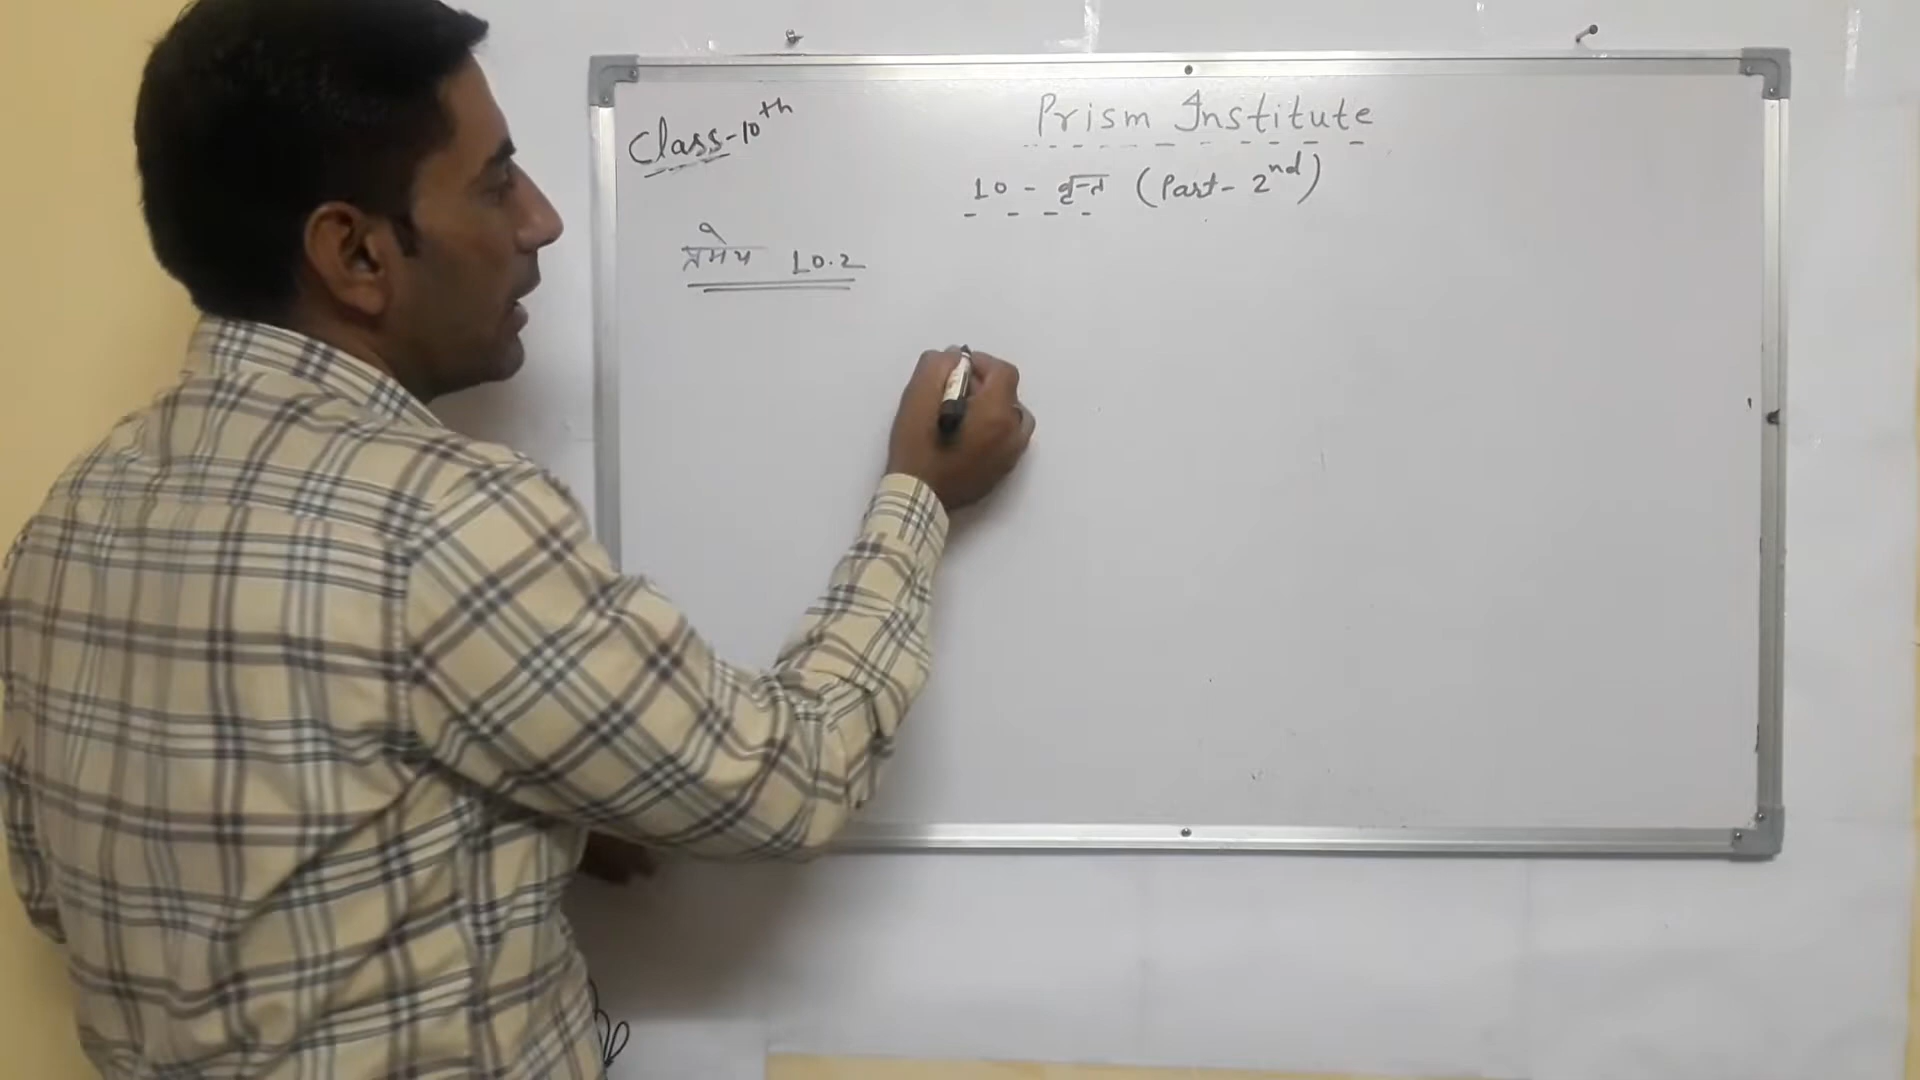 Class-10th
Prism Institute
10 - वृत्त (Part- 2nd)
प्रमेय 10.2